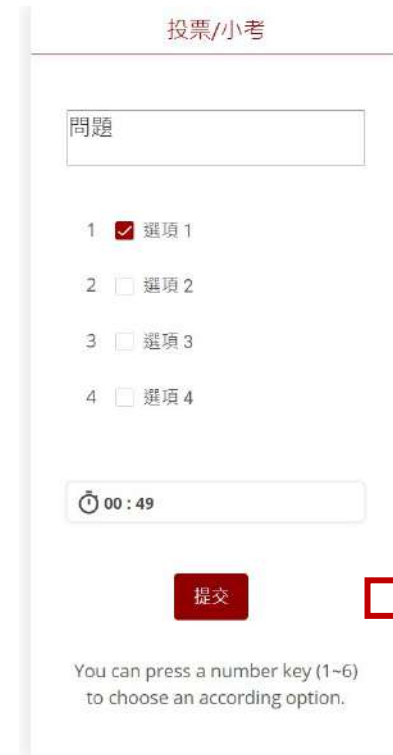 投票/小考
問題
1 選項 1
2 選項 2
3 選項 3
4 選項 4
00 : 49
提交
You can press a number key (1~6)
to choose an according option.